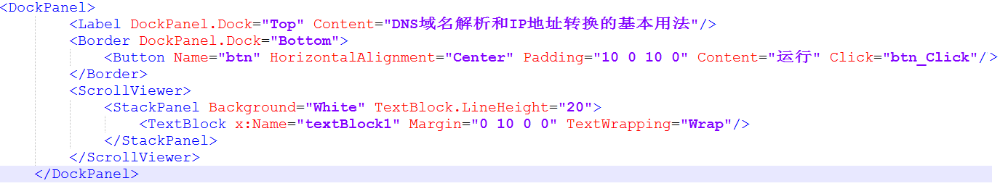 <DockPanel>
<Label DockPanel.Dock="Top" Content="DNS域名解析和IP地址转换的基本用法"/>
<Border DockPanel.Dock="Bottom">
<Button Name="btn" HorizontalAlignment="Center" Padding="10 0 10 0" Content="运行" Click="btn_Click"/>
</Border>
<ScrollViewer>
<StackPanel Background="White" TextBlock.LineHeight="20">
<TextBlock x:Name="textBlock1" Margin="0 10 0 0" TextWrapping="Wrap"/>
</StackPanel>
</ScrollViewer>
</DockPanel>